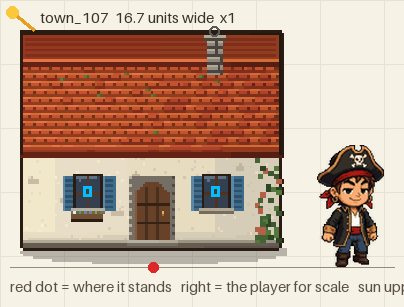 town_107 16.7 units wide x1
red dot = where it stands right = the player for scale sun upp